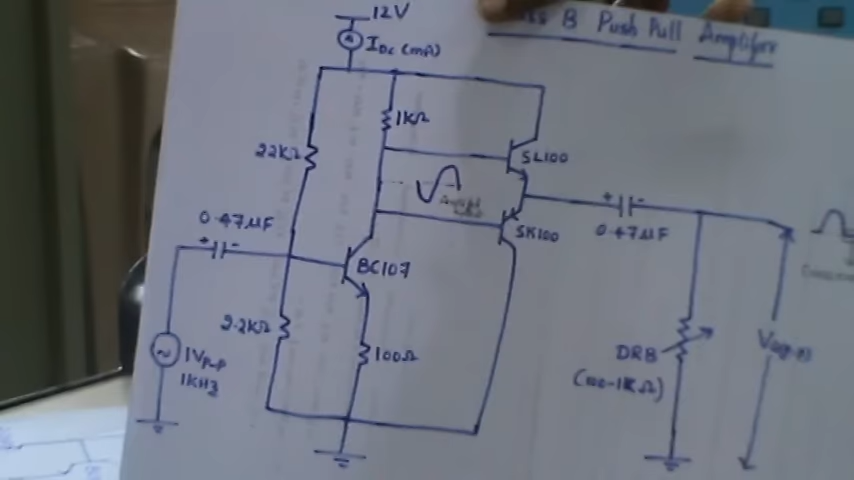 B Push Pull Amplifier
12V
IDC (mA)
1KΩ
22KΩ
SL100
0.47µF
SK100
0.47µF
BC107
2.2KΩ
100Ω
1Vp-p
1KHz
DRB
(100-1KΩ)